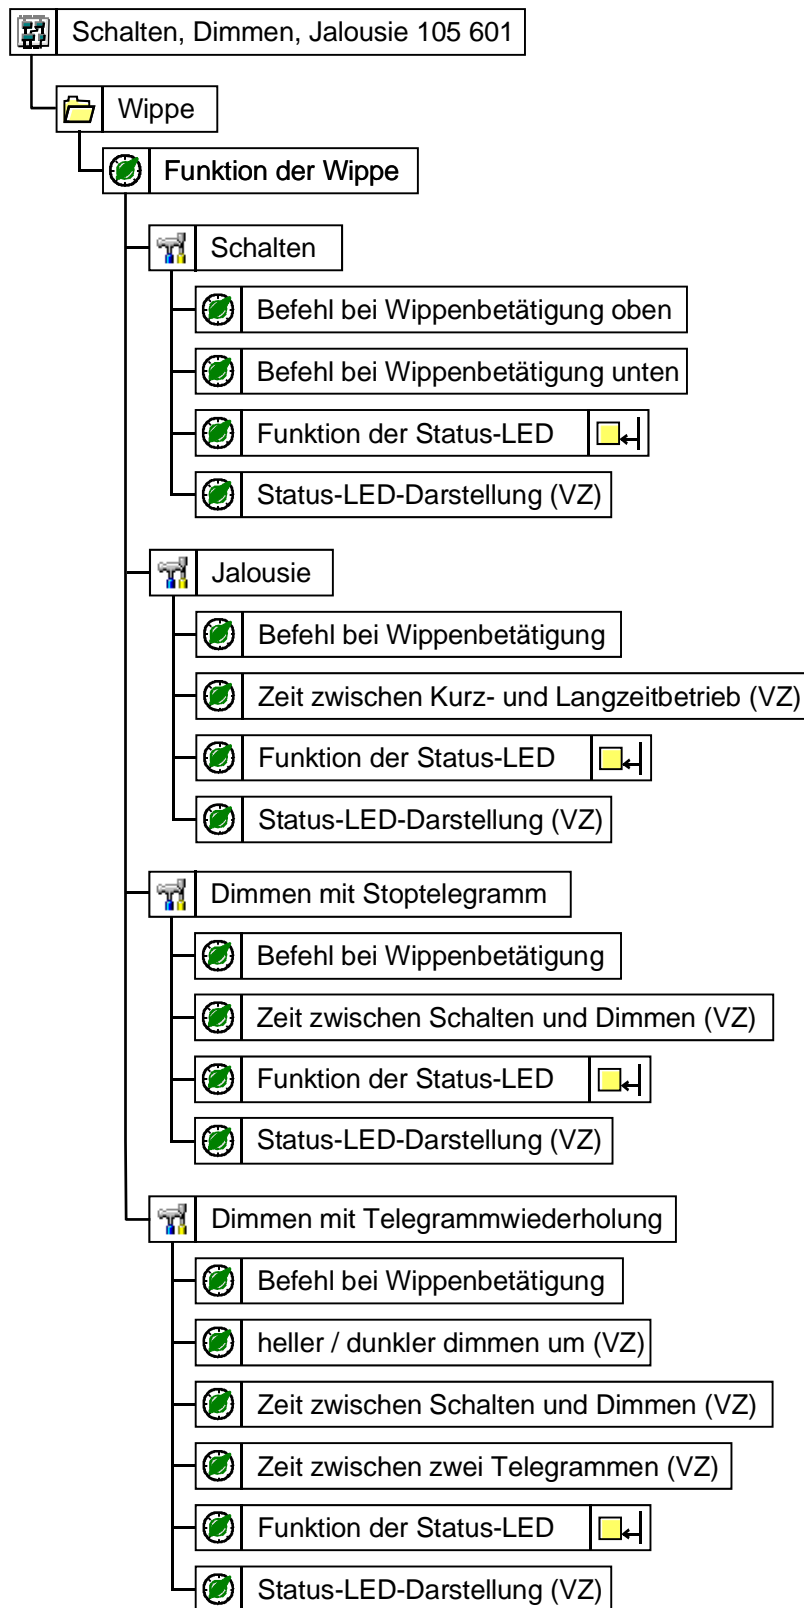 Schalten, Dimmen, Jalousie 105 601
Wippe
Funktion der Wippe
Schalten
Befehl bei Wippenbetätigung oben
Befehl bei Wippenbetätigung unten
Funktion der Status-LED
Status-LED-Darstellung (VZ)
Jalousie
Befehl bei Wippenbetätigung
Zeit zwischen Kurz- und Langzeitbetrieb (VZ)
Funktion der Status-LED
Status-LED-Darstellung (VZ)
Dimmen mit Stoptelegramm
Befehl bei Wippenbetätigung
Zeit zwischen Schalten und Dimmen (VZ)
Funktion der Status-LED
Status-LED-Darstellung (VZ)
Dimmen mit Telegrammwiederholung
Befehl bei Wippenbetätigung
heller / dunkler dimmen um (VZ)
Zeit zwischen Schalten und Dimmen (VZ)
Zeit zwischen zwei Telegrammen (VZ)
Funktion der Status-LED
Status-LED-Darstellung (VZ)